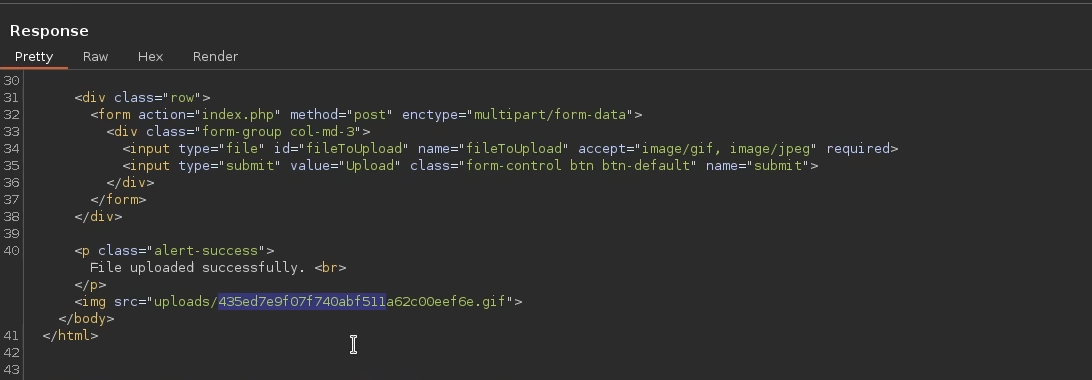 Response
Pretty Raw Hex Render
30
31 <div class="row">
32 <form action="index.php" method="post" enctype="multipart/form-data">
33 <div class="form-group col-md-3">
34 <input type="file" id="fileToUpload" name="fileToUpload" accept="image/gif, image/jpeg" required>
35 <input type="submit" value="Upload" class="form-control btn btn-default" name="submit">
36 </div>
37 </form>
38 </div>
39
40 <p class="alert-success">
File uploaded successfully. <br>
</p>
<img src="uploads/435ed7e9f07f740abf511a62c00eef6e.gif">
</body>
41 </html>
42
43